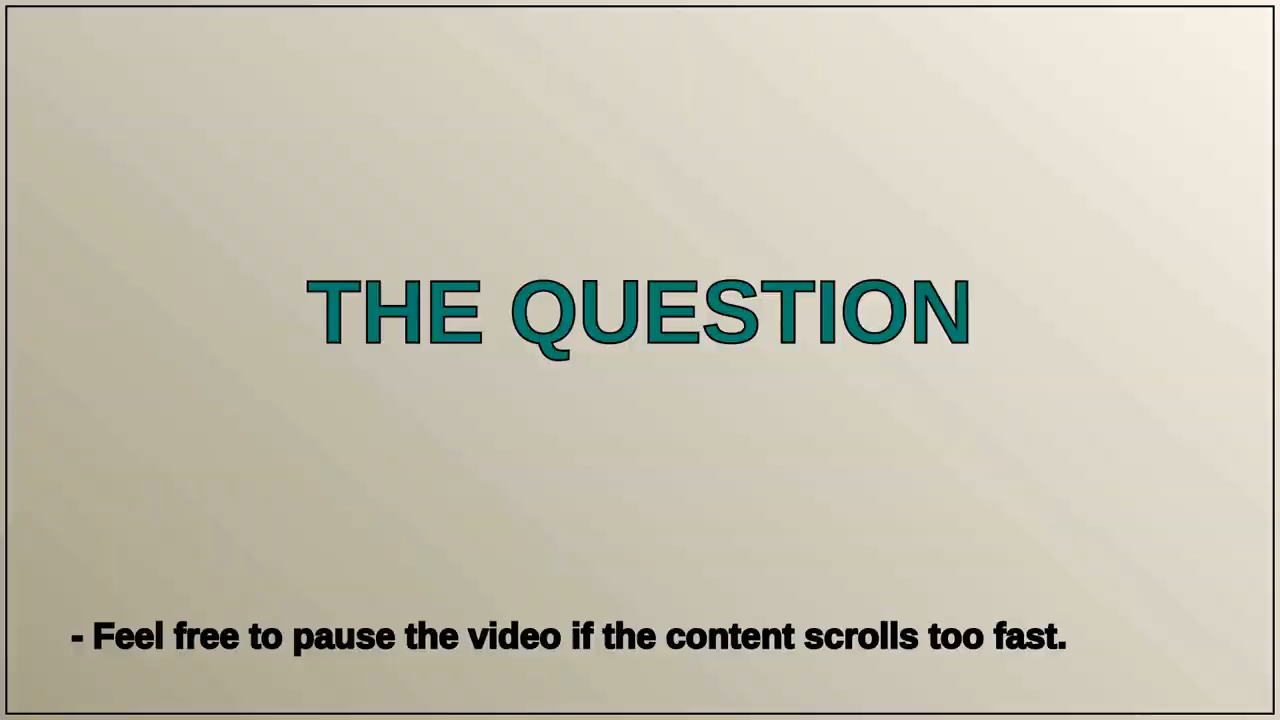 THE QUESTION
- Feel free to pause the video if the content scrolls too fast.